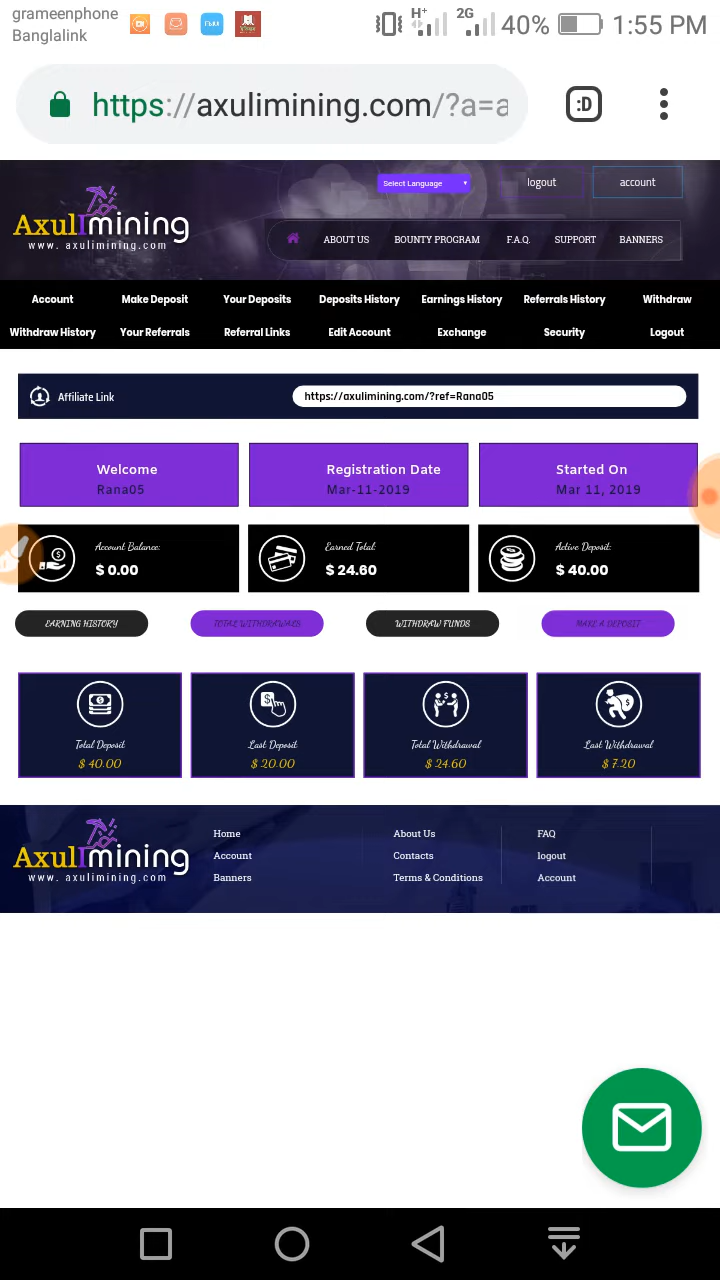 grameenphone
Banglalink
H+
2G
40%
1:55 PM
https://axulimining.com/?a=a
:D
Select Language
logout
account
AxulImining
www. axulimining.com
ABOUT US
BOUNTY PROGRAM
F.A.Q.
SUPPORT
BANNERS
Account
Make Deposit
Your Deposits
Deposits History
Earnings History
Referrals History
Withdraw
Withdraw History
Your Referrals
Referral Links
Edit Account
Exchange
Security
Logout
Affiliate Link
https://axulimining.com/?ref=Rana05
Welcome
Rana05
Registration Date
Mar-11-2019
Started On
Mar 11, 2019
Account Balance:
$ 0.00
Earned Total:
$ 24.60
Active Deposit:
$ 40.00
EARNING HISTORY
TOTAL WITHDRAWALS
WITHDRAW FUNDS
MAKE A DEPOSIT
Total Deposit
$ 40.00
Last Deposit
$ 20.00
Total Withdrawal
$ 24.60
Last Withdrawal
$ 7.20
AxulImining
www. axulimining.com
Home
Account
Banners
About Us
Contacts
Terms & Conditions
FAQ
logout
Account